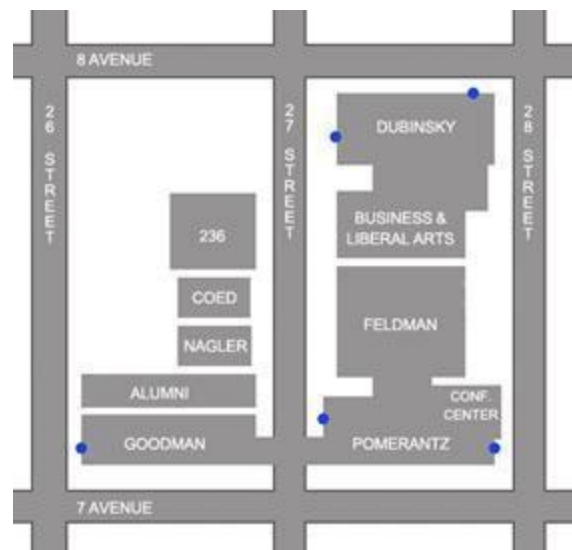 8 AVENUE
26 STREET
27 STREET
28 STREET
DUBINSKY
236
BUSINESS &
LIBERAL ARTS
COED
FELDMAN
NAGLER
ALUMNI
CONF.
CENTER
GOODMAN
POMERANTZ
7 AVENUE